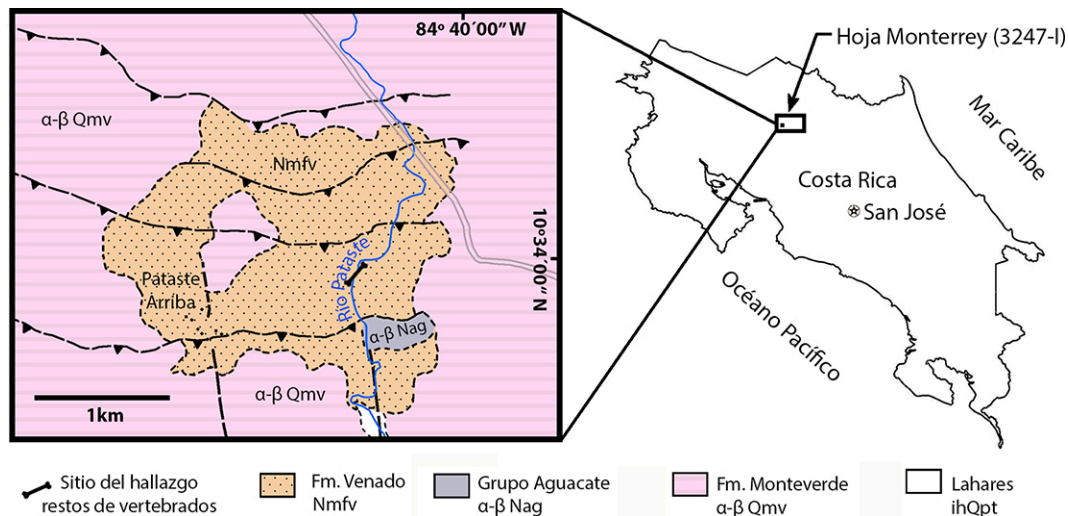 84º 40´00´´ W
10º34´00´´ N
α-β Qmv
Nmfv
Pataste
Arriba
Río Pataste
α-β Nag
α-β Qmv
1km
Hoja Monterrey (3247-I)
Mar Caribe
Costa Rica
San José
Océano Pacífico
Sitio del hallazgo
restos de vertebrados
Fm. Venado
Nmfv
Grupo Aguacate
α-β Nag
Fm. Monteverde
α-β Qmv
Lahares
ihQpt